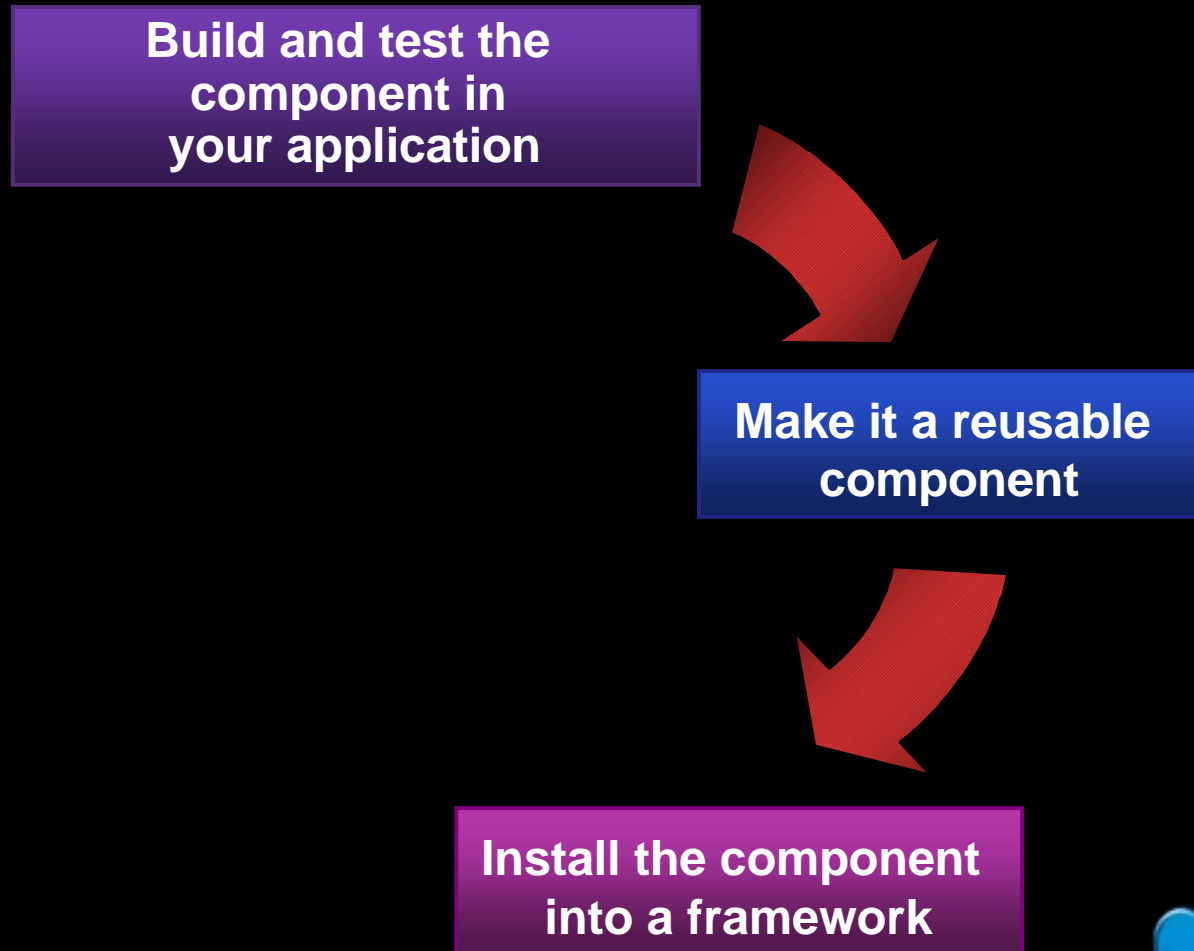 Build and test the
component in
your application
Make it a reusable
component
Install the component
into a framework